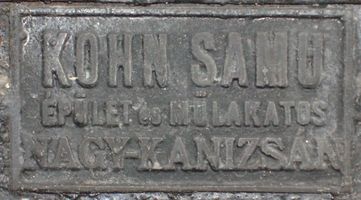 KOHN SAMU
ÉPÜLET és MŰLAKATOS
NAGY-KANIZSÁN